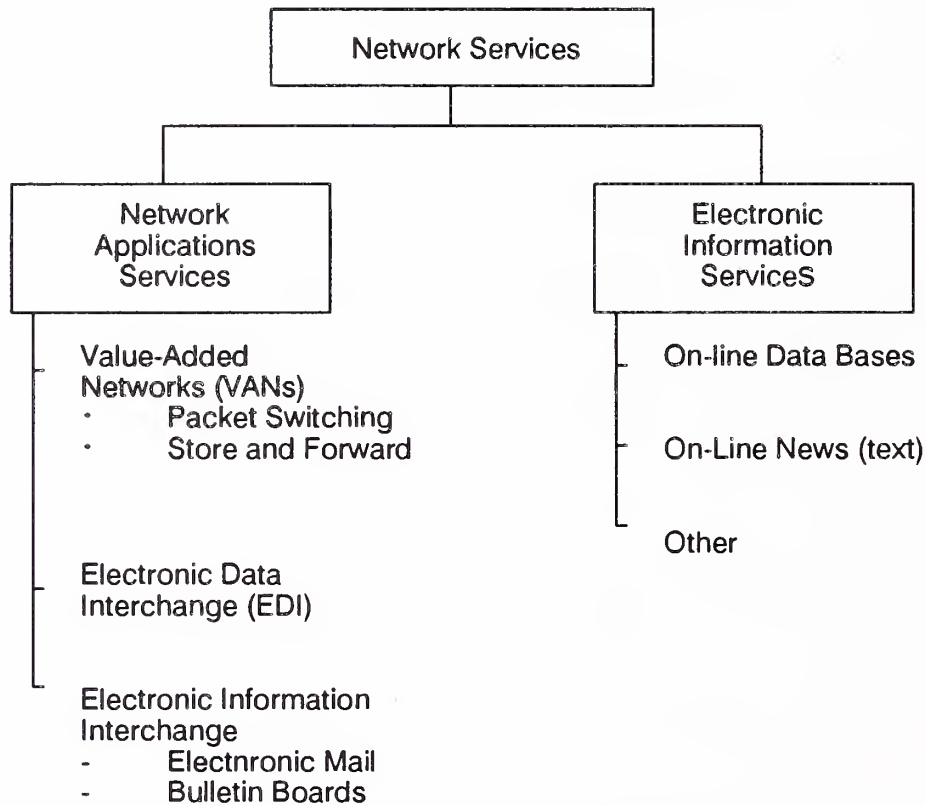 Network Services
Network
Applications
Services
Value-Added
Networks (VANs)
· Packet Switching
· Store and Forward
Electronic Data
Interchange (EDI)
Electronic Information
Interchange
- Electnronic Mail
- Bulletin Boards
Electronic
Information
ServiceS
On-line Data Bases
On-Line News (text)
Other